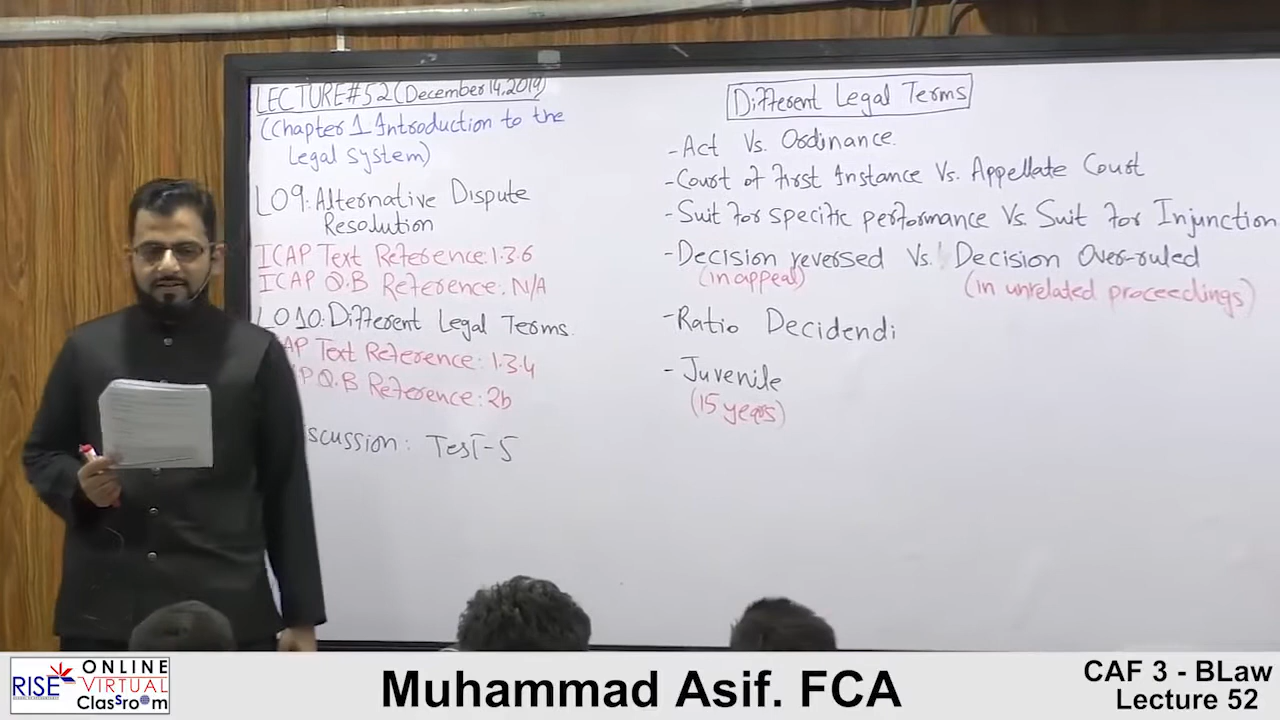 LECTURE#52(December 14,2019)
(Chapter 1 Introduction to the
Legal System)
LO9: Alternative Dispute
Resolution
ICAP Text Reference: 1.3.6
ICAP Q.B Reference: N/A
LO10: Different Legal Terms.
AP Text Reference: 1.3.4
P Q.B Reference: 2b
iscussion: Test-5
Different Legal Terms
- Act Vs. Ordinance.
- Court of First Instance Vs. Appellate Court
- Suit for specific performance Vs. Suit for Injunction
- Decision reversed Vs. Decision Over-ruled
(in appeal) (in unrelated proceedings)
- Ratio Decidendi
- Juvenile
(15 years)
RISE
ONLINE
VIRTUAL
Classroom
Muhammad Asif. FCA
CAF 3 - BLaw
Lecture 52